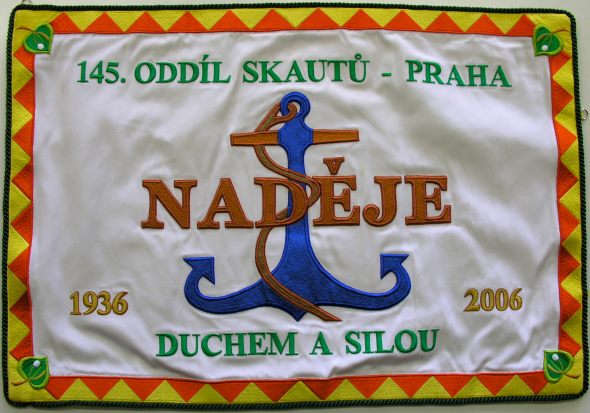 145. ODDÍL SKAUTŮ - PRAHA
NADĚJE
1936 2006
DUCHEM A SILOU